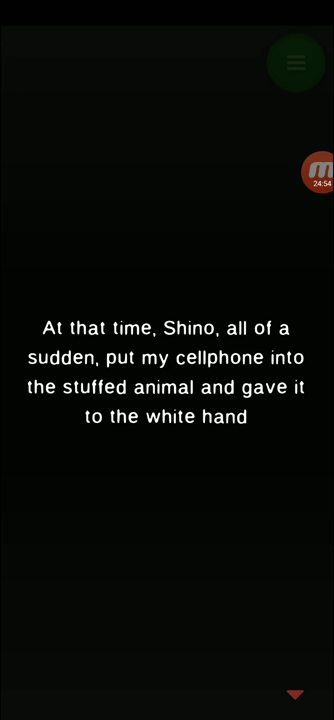 24:54
At that time, Shino, all of a
sudden, put my cellphone into
the stuffed animal and gave it
to the white hand